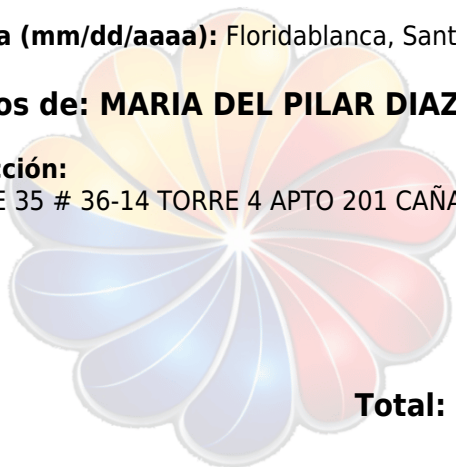 a (mm/dd/aaaa): Floridablanca, Sant
os de: MARIA DEL PILAR DIAZ
cción:
E 35 # 36-14 TORRE 4 APTO 201 CAÑA
Total: